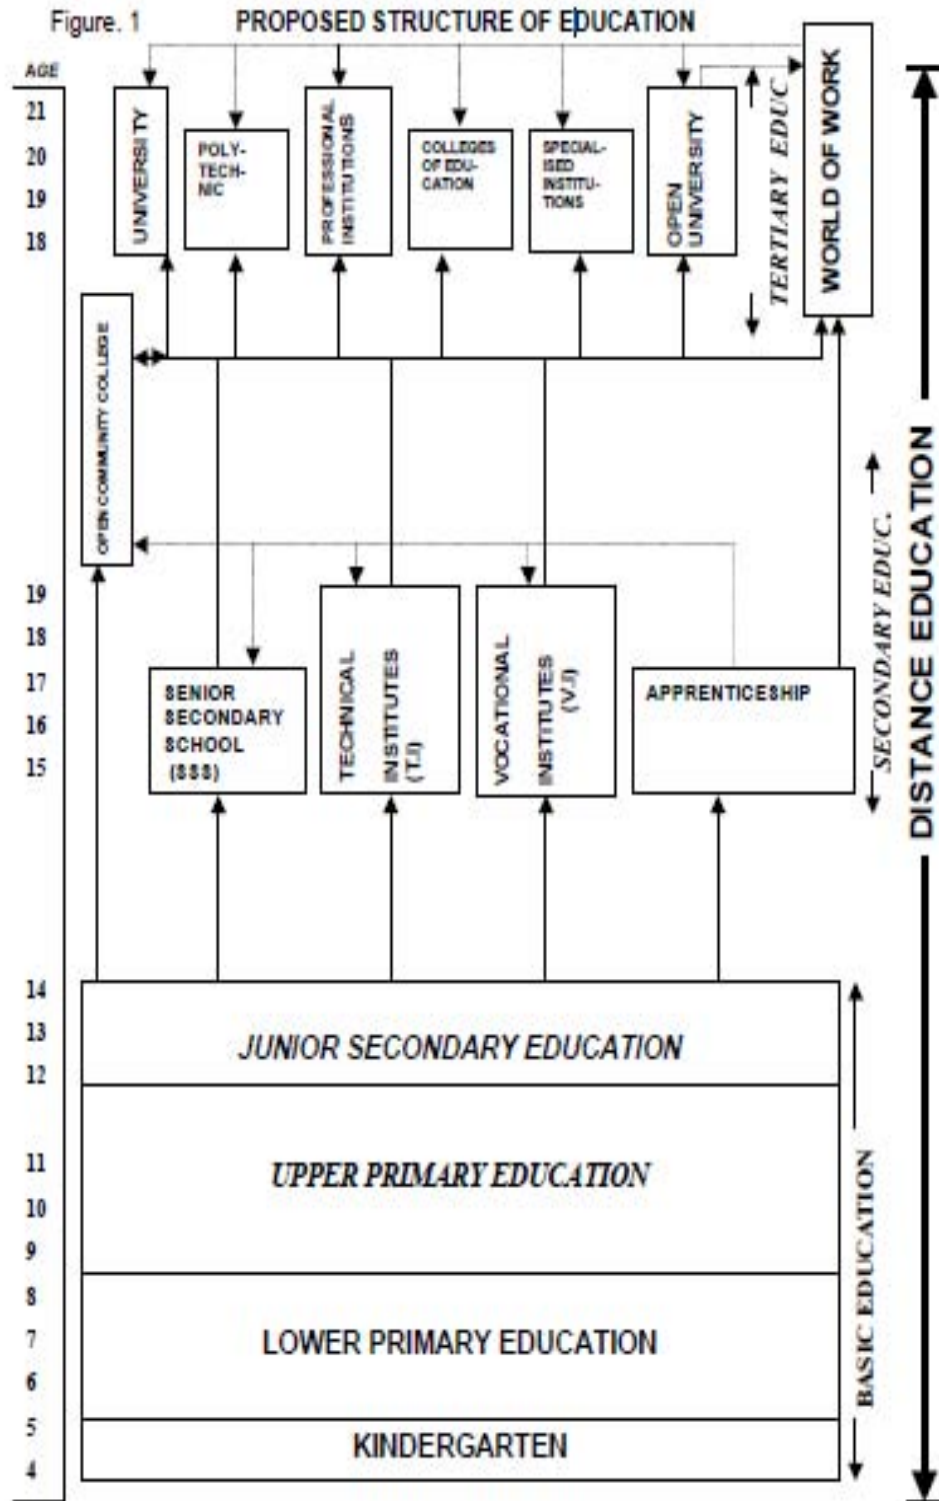 Figure. 1 PROPOSED STRUCTURE OF EDUCATION
AGE
21
20
19
18
UNIVERSITY
POLY-
TECH-
NIC
PROFESSIONAL
INSTITUTIONS
COLLEGES
OF EDU-
CATION
SPECIAL-
ISED
INSTITU-
TIONS
OPEN
UNIVERSITY
TERTIARY EDUC
WORLD OF WORK
OPEN COMMUNITY COLLEGE
19
18
17
16
15
SENIOR
SECONDARY
SCHOOL
(SSS)
TECHNICAL
INSTITUTES
(T.I)
VOCATIONAL
INSTITUTES
(V.I)
APPRENTICESHIP
SECONDARY EDUC.
DISTANCE EDUCATION
14
13
12
JUNIOR SECONDARY EDUCATION
11
10
9
UPPER PRIMARY EDUCATION
8
7
6
LOWER PRIMARY EDUCATION
5
4
KINDERGARTEN
BASIC EDUCATION